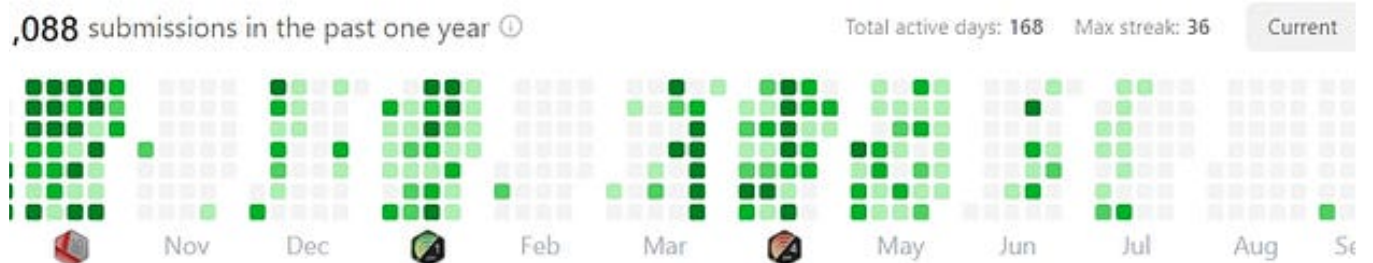 ,088 submissions in the past one year
Total active days: 168 Max streak: 36 Current
Nov Dec Feb Mar May Jun Jul Aug Se